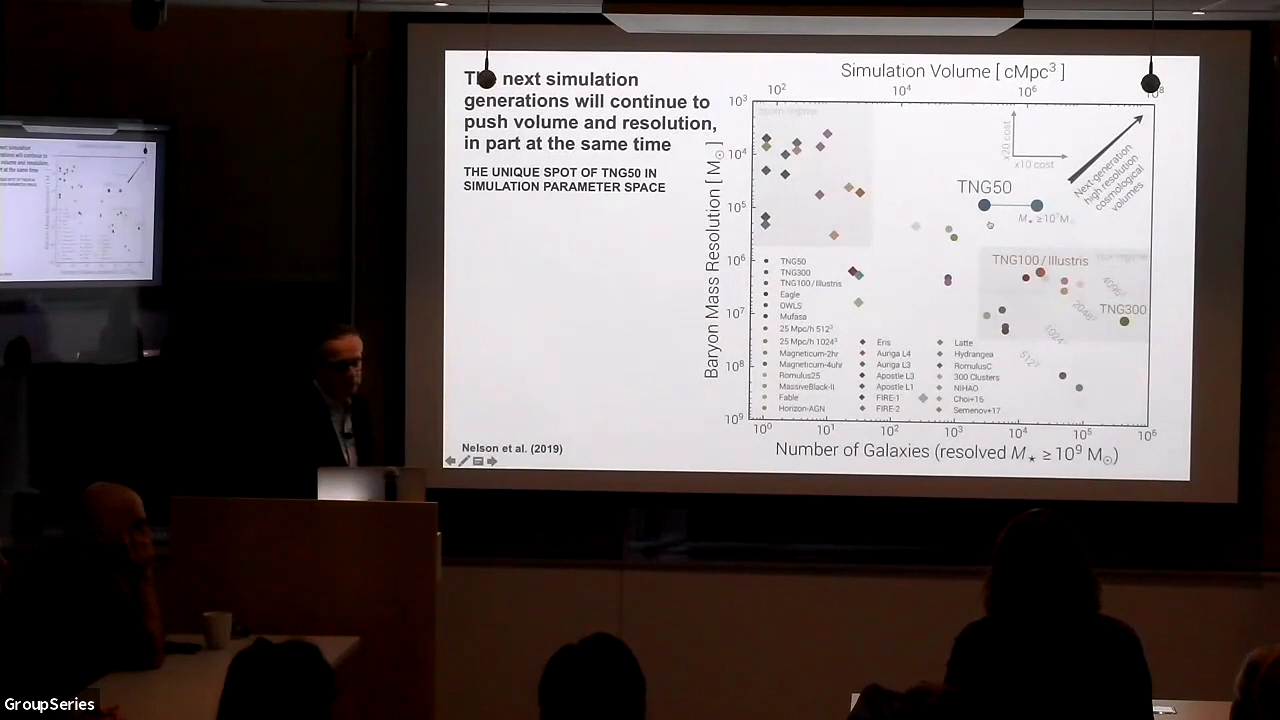 The next simulation
generations will continue to
push volume and resolution,
in part at the same time
THE UNIQUE SPOT OF TNG50 IN
SIMULATION PARAMETER SPACE
Nelson et al. (2019)
Simulation Volume [ cMpc³ ]
10² 10⁴ 10⁶
Baryon Mass Resolution [ M☉ ]
10³
10⁴
10⁵
10⁶
10⁷
10⁸
10⁹
x20 cost
x10 cost
Next-generation
high resolution
cosmological
volumes
TNG50
TNG100 / Illustris
TNG300
2048³
1024³
512³
TNG50
TNG300
TNG100 / Illustris
Eagle
OWLS
Mufasa
25 Mpc/h 512³
25 Mpc/h 1024³
Magneticum-2hr
Magneticum-4uhr
Romulus25
MassiveBlack-II
Fable
Horizon-AGN
Eris
Auriga L4
Auriga L3
Apostle L3
Apostle L1
FIRE-1
FIRE-2
Latte
Hydrangea
RomulusC
300 Clusters
NIHAO
Choi+16
Semenov+17
10⁰ 10¹ 10² 10³ 10⁴ 10⁵ 10⁶
Number of Galaxies (resolved M⋆ ≥ 10⁹ M☉)
GroupSeries